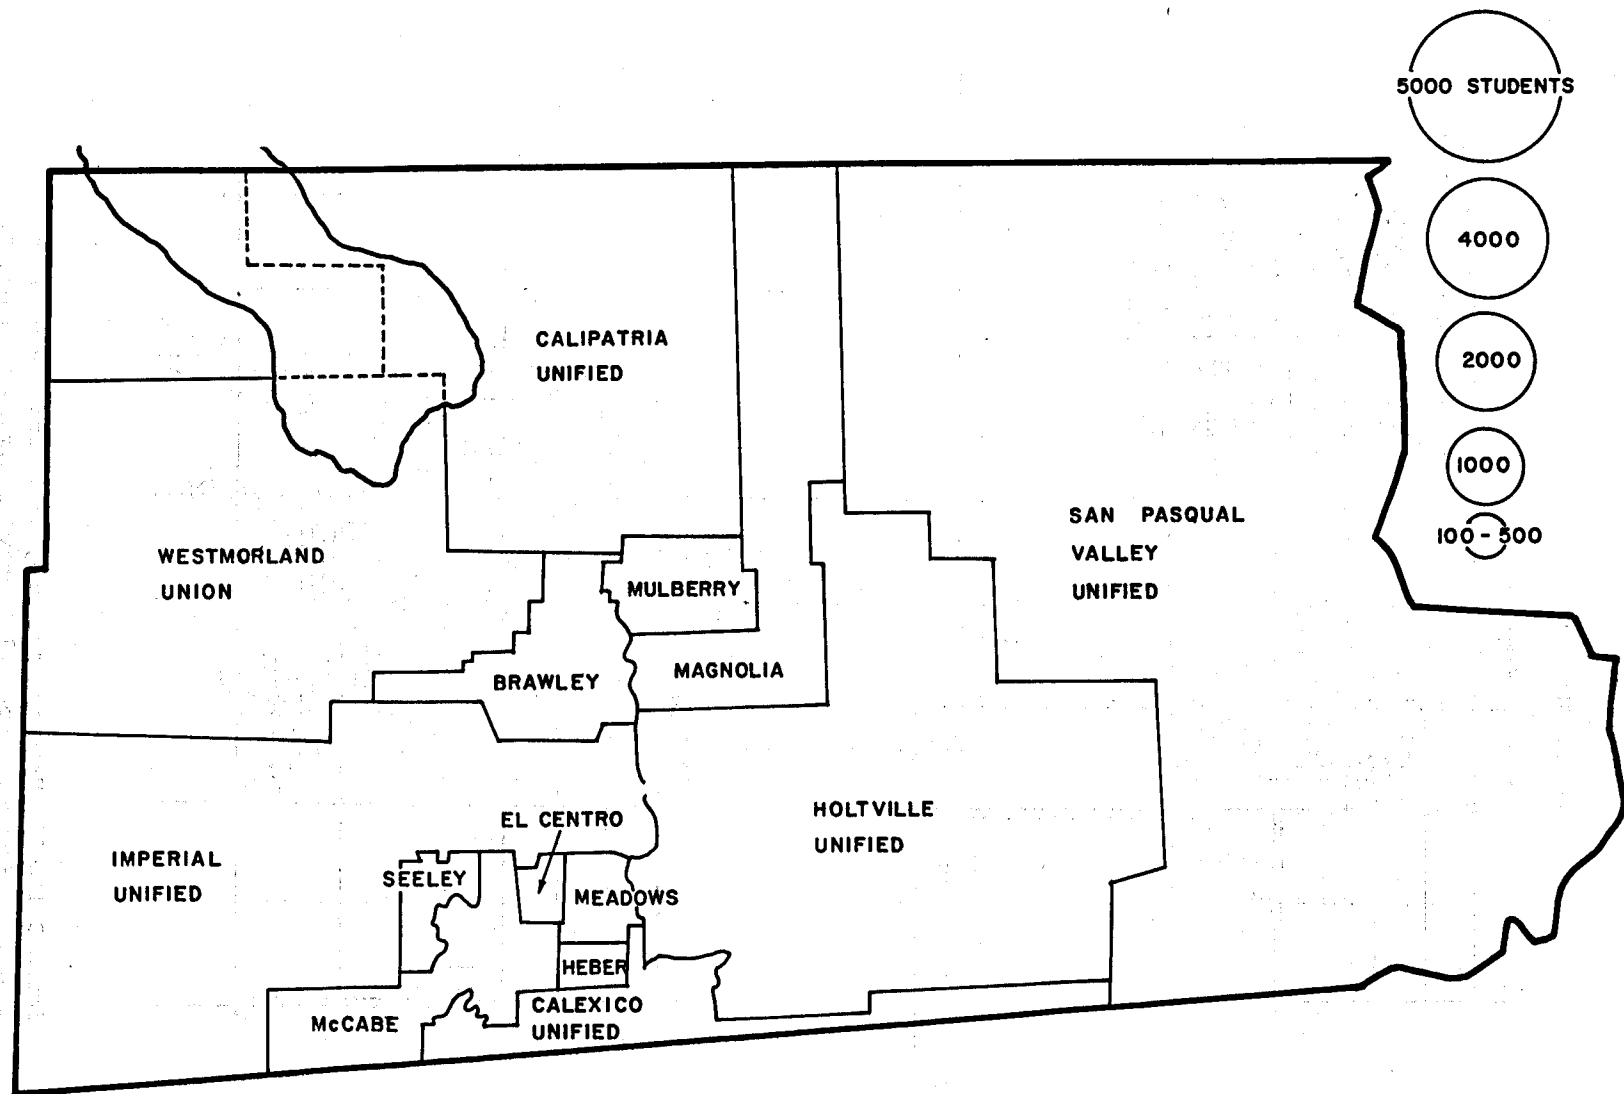 5000 STUDENTS
4000
2000
1000
100-500
CALIPATRIA
UNIFIED
WESTMORLAND
UNION
MULBERRY
MAGNOLIA
BRAWLEY
SAN PASQUAL
VALLEY
UNIFIED
HOLTVILLE
UNIFIED
EL CENTRO
IMPERIAL
UNIFIED
SEELEY
MEADOWS
HEBER
McCABE
CALEXICO
UNIFIED